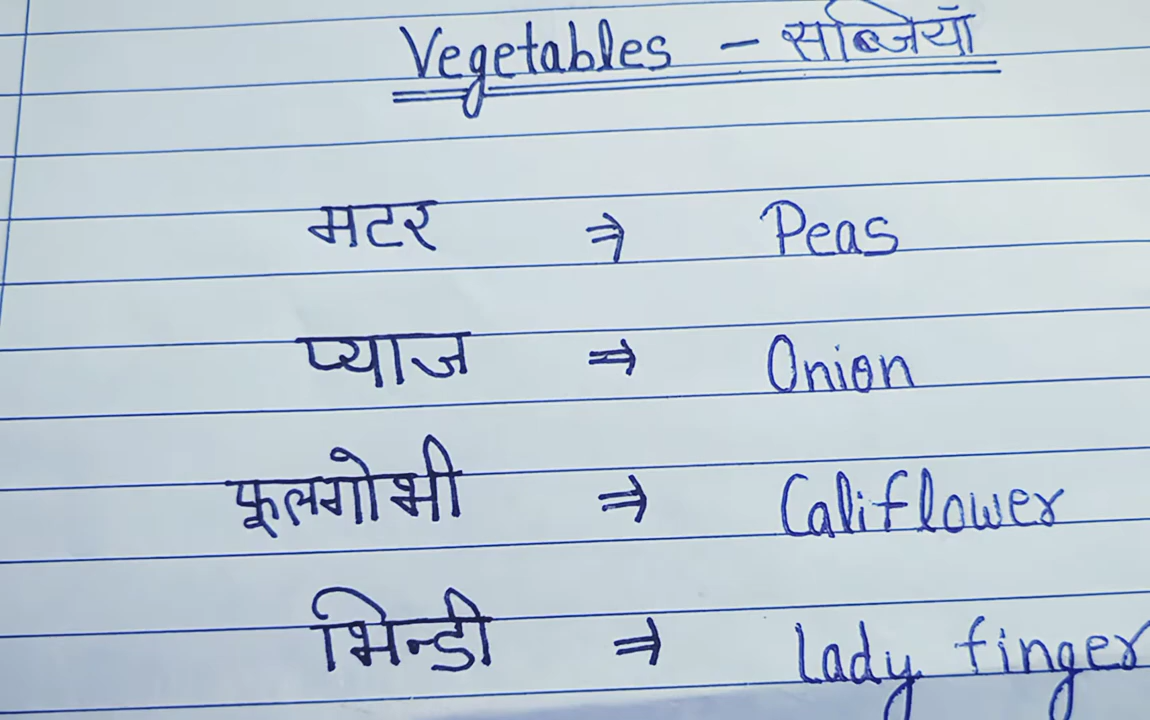 Vegetables - सब्जियाँ
मटर ⇒ Peas
प्याज ⇒ Onion
फूलगोभी ⇒ Califlower
भिन्डी ⇒ lady finger